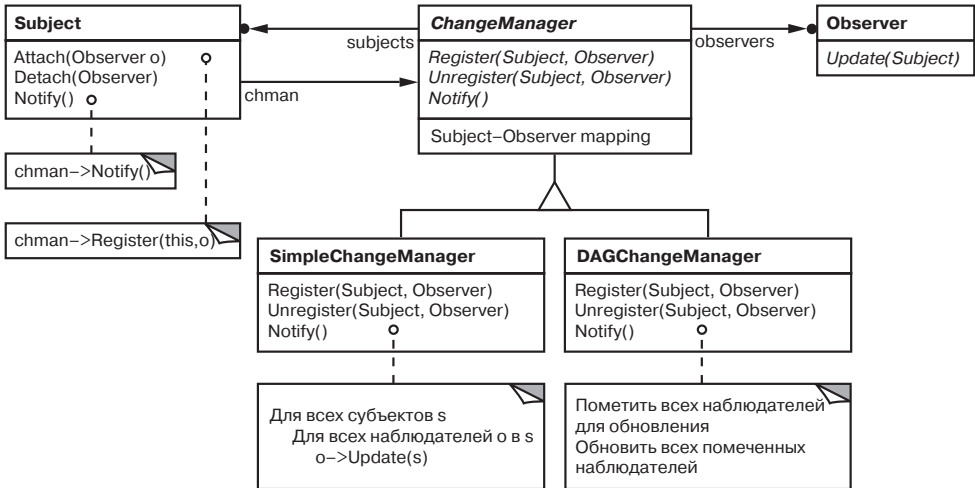 Subject
Attach(Observer o)
Detach(Observer)
Notify()
chman–>Notify()
chman–>Register(this,o)
subjects
chman
ChangeManager
Register(Subject, Observer)
Unregister(Subject, Observer)
Notify()
Subject–Observer mapping
observers
Observer
Update(Subject)
SimpleChangeManager
Register(Subject, Observer)
Unregister(Subject, Observer)
Notify()
Для всех субъектов s
Для всех наблюдателей о в s
o–>Update(s)
DAGChangeManager
Register(Subject, Observer)
Unregister(Subject, Observer)
Notify()
Пометить всех наблюдателей
для обновления
Обновить всех помеченных
наблюдателей